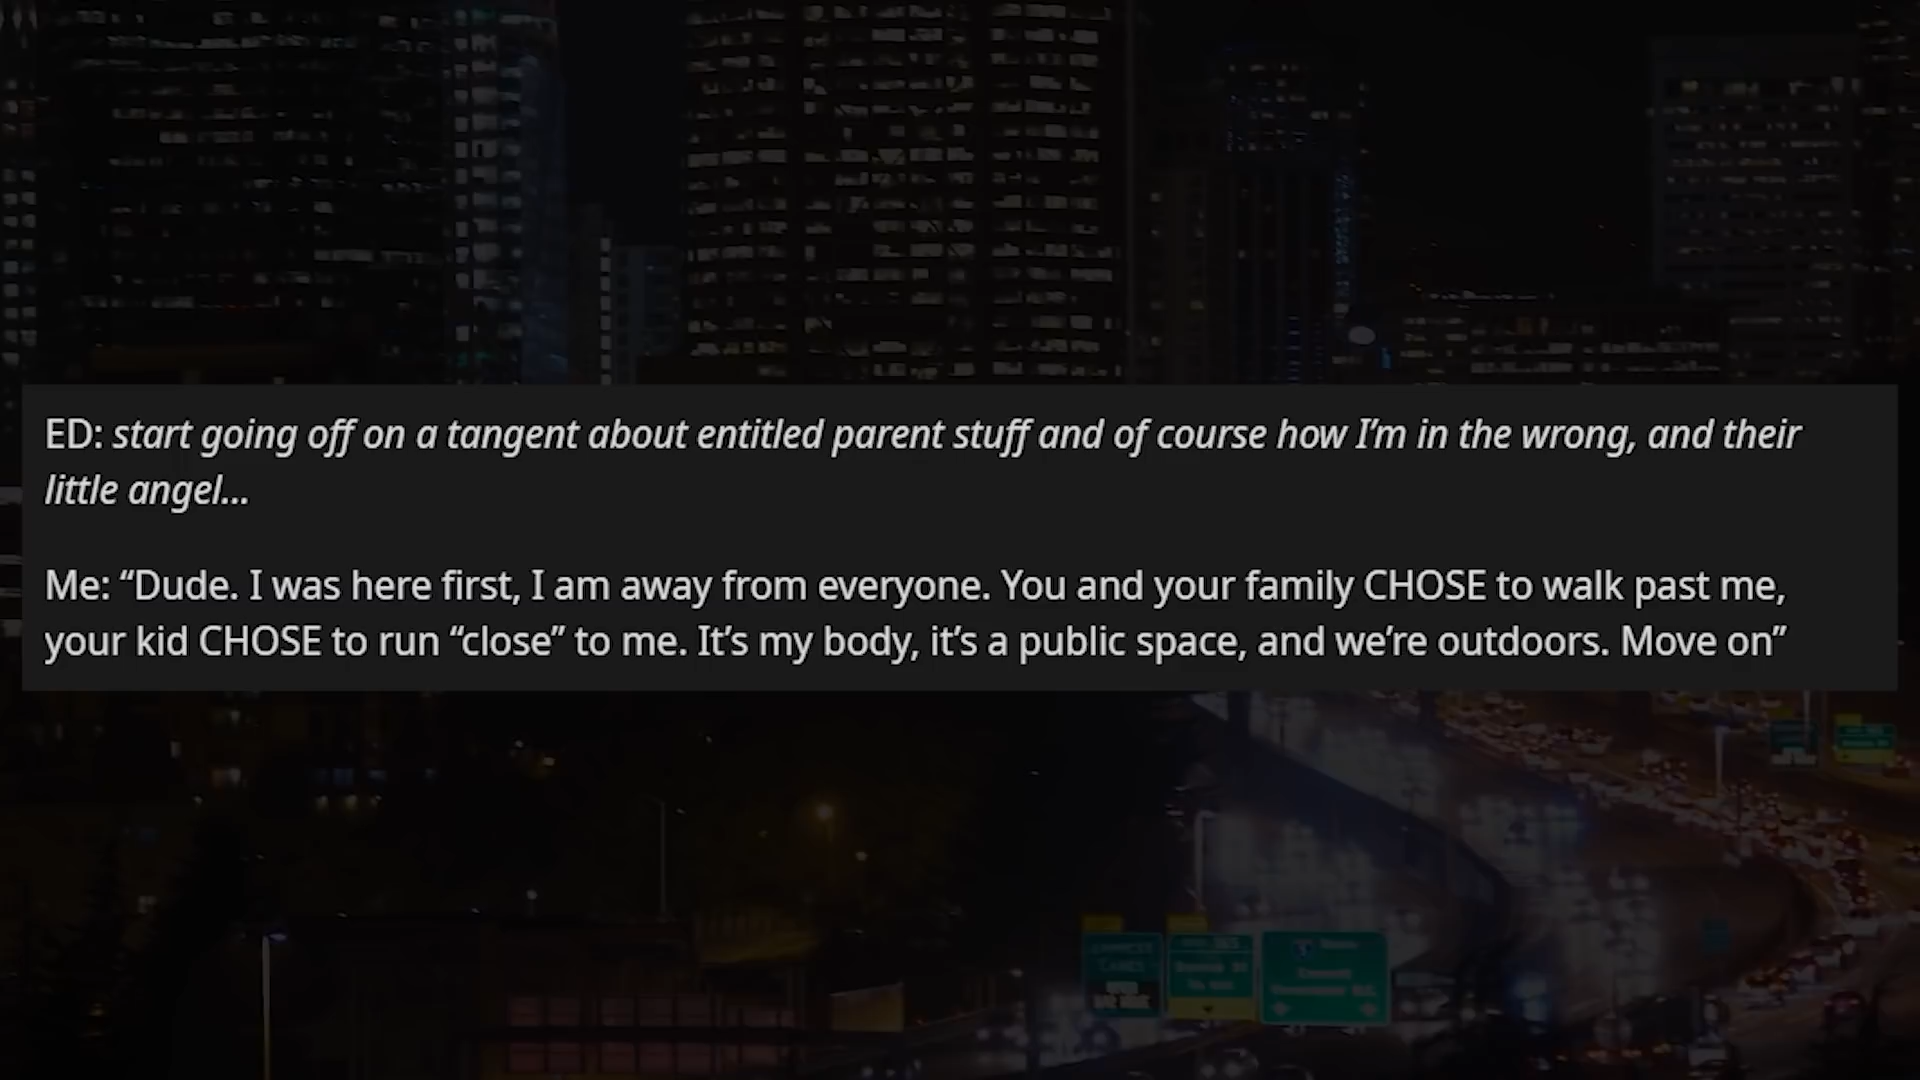 ED: start going off on a tangent about entitled parent stuff and of course how I’m in the wrong, and their
little angel...
Me: “Dude. I was here first, I am away from everyone. You and your family CHOSE to walk past me,
your kid CHOSE to run “close” to me. It’s my body, it’s a public space, and we’re outdoors. Move on”